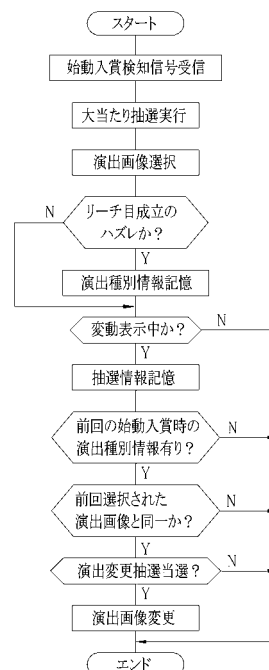 スタート
始動入賞検知信号受信
大当たり抽選実行
演出画像選択
リーチ目成立の
ハズレか？
N
Y
演出種別情報記憶
変動表示中か？
N
Y
抽選情報記憶
前回の始動入賞時の
演出種別情報有り？
N
Y
前回選択された
演出画像と同一か？
N
Y
演出変更抽選当選？
N
Y
演出画像変更
エンド